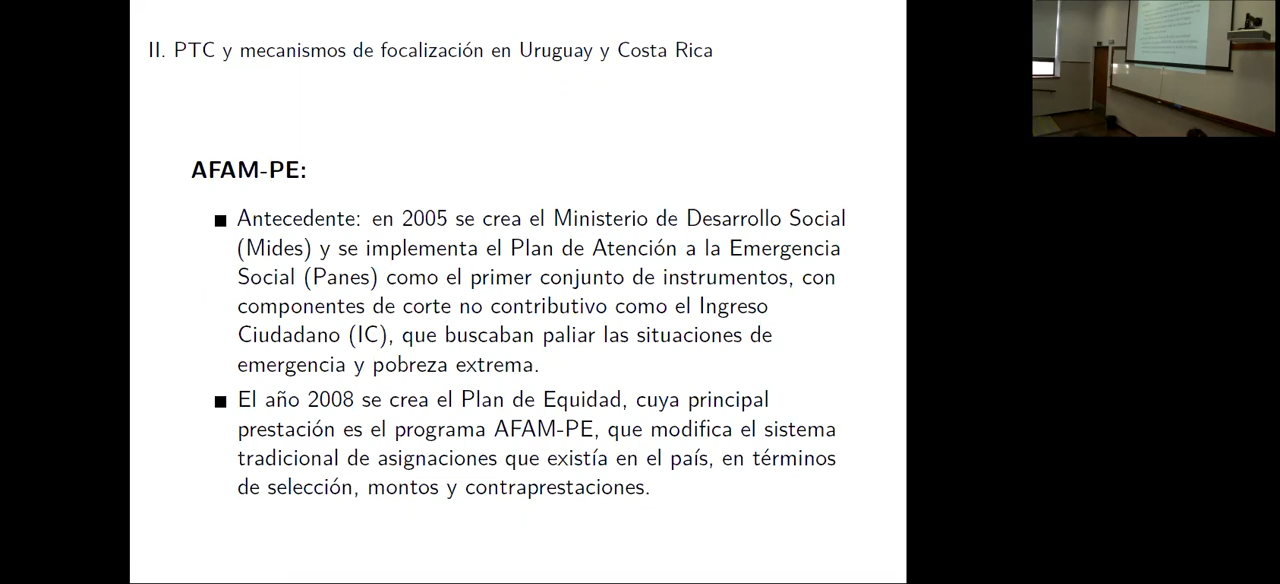 II. PTC y mecanismos de focalización en Uruguay y Costa Rica
AFAM-PE:
■ Antecedente: en 2005 se crea el Ministerio de Desarrollo Social
(Mides) y se implementa el Plan de Atención a la Emergencia
Social (Panes) como el primer conjunto de instrumentos, con
componentes de corte no contributivo como el Ingreso
Ciudadano (IC), que buscaban paliar las situaciones de
emergencia y pobreza extrema.
■ El año 2008 se crea el Plan de Equidad, cuya principal
prestación es el programa AFAM-PE, que modifica el sistema
tradicional de asignaciones que existía en el país, en términos
de selección, montos y contraprestaciones.